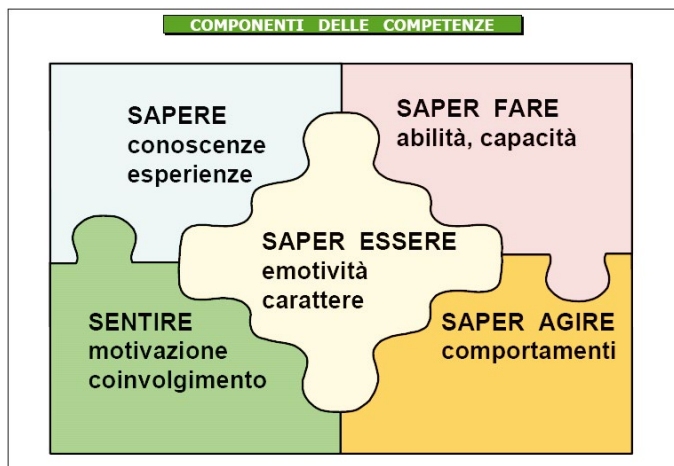 COMPONENTI DELLE COMPETENZE
SAPERE
conoscenze
esperienze
SAPER FARE
abilità, capacità
SAPER ESSERE
emotività
carattere
SENTIRE
motivazione
coinvolgimento
SAPER AGIRE
comportamenti